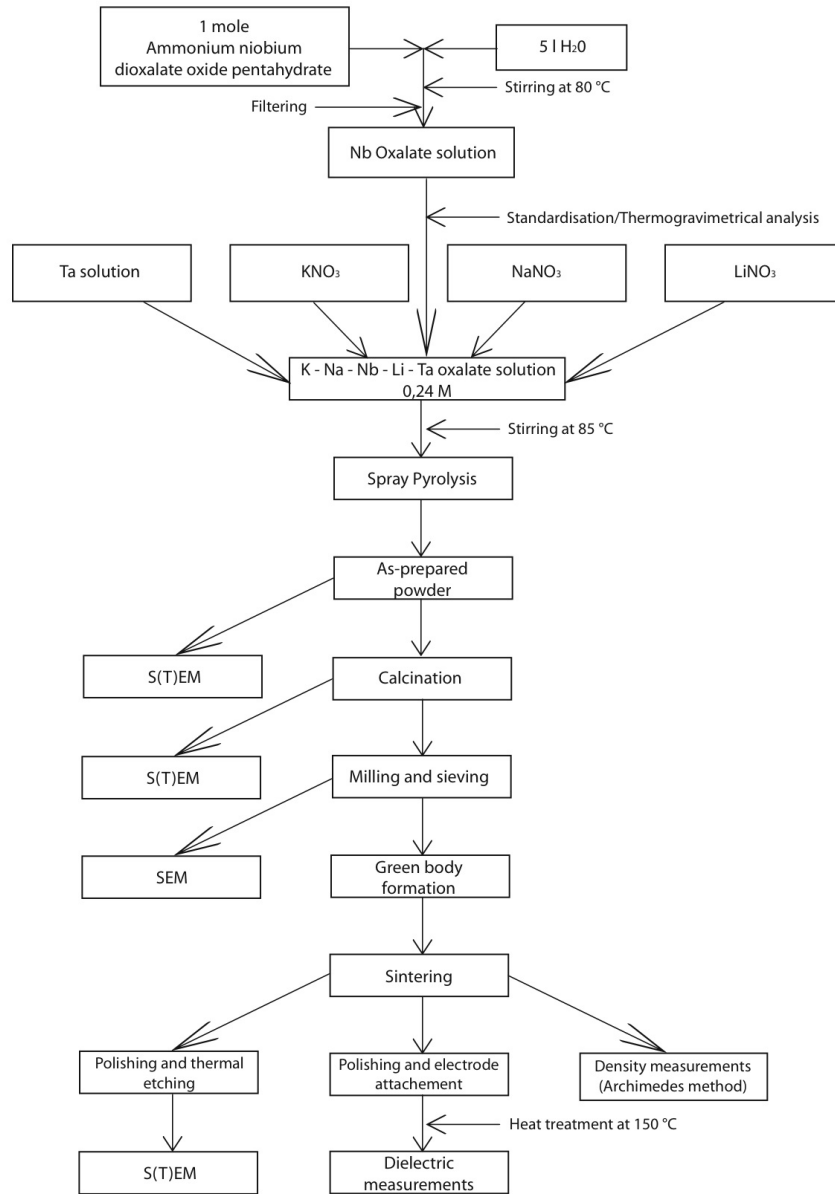 1 mole
Ammonium niobium
dioxalate oxide pentahydrate
5 l H₂0
Stirring at 80 °C
Filtering
Nb Oxalate solution
Standardisation/Thermogravimetrical analysis
Ta solution
KNO₃
NaNO₃
LiNO₃
K - Na - Nb - Li - Ta oxalate solution
0,24 M
Stirring at 85 °C
Spray Pyrolysis
As-prepared
powder
S(T)EM
Calcination
S(T)EM
Milling and sieving
SEM
Green body
formation
Sintering
Polishing and thermal
etching
Polishing and electrode
attachement
Density measurements
(Archimedes method)
Heat treatment at 150 °C
S(T)EM
Dielectric
measurements